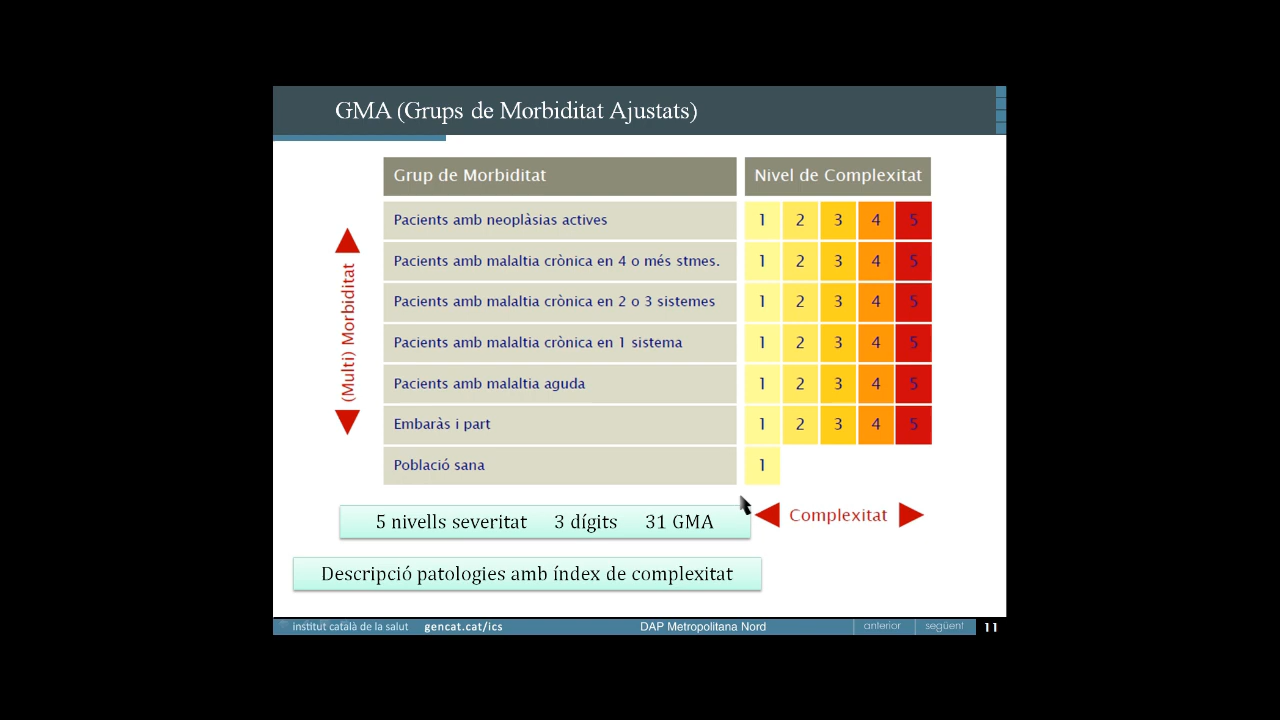 GMA (Grups de Morbiditat Ajustats)
Grup de Morbiditat Nivel de Complexitat
Pacients amb neoplàsias actives 1 2 3 4 5
Pacients amb malaltia crònica en 4 o més stmes. 1 2 3 4 5
Pacients amb malaltia crònica en 2 o 3 sistemes 1 2 3 4 5
Pacients amb malaltia crònica en 1 sistema 1 2 3 4 5
Pacients amb malaltia aguda 1 2 3 4 5
Embaràs i part 1 2 3 4 5
Població sana 1
(Multi) Morbiditat
Complexitat
5 nivells severitat 3 dígits 31 GMA
Descripció patologies amb índex de complexitat
institut català de la salut gencat.cat/ics DAP Metropolitana Nord anterior següent 11